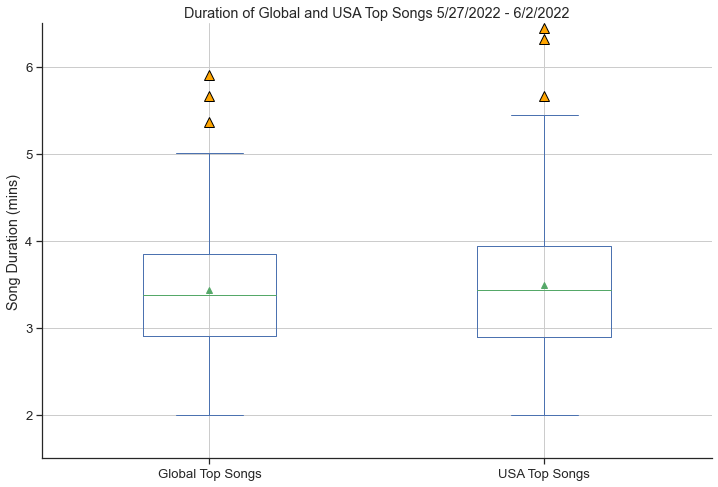 Duration of Global and USA Top Songs 5/27/2022 - 6/2/2022
Song Duration (mins)
6
5
4
3
2
Global Top Songs
USA Top Songs